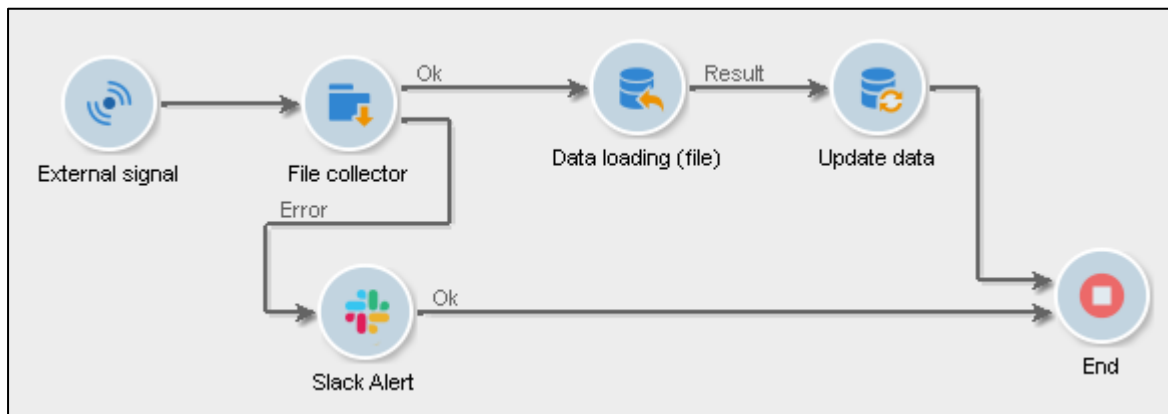 Ok
Result
External signal
File collector
Data loading (file)
Update data
Error
Ok
Slack Alert
End